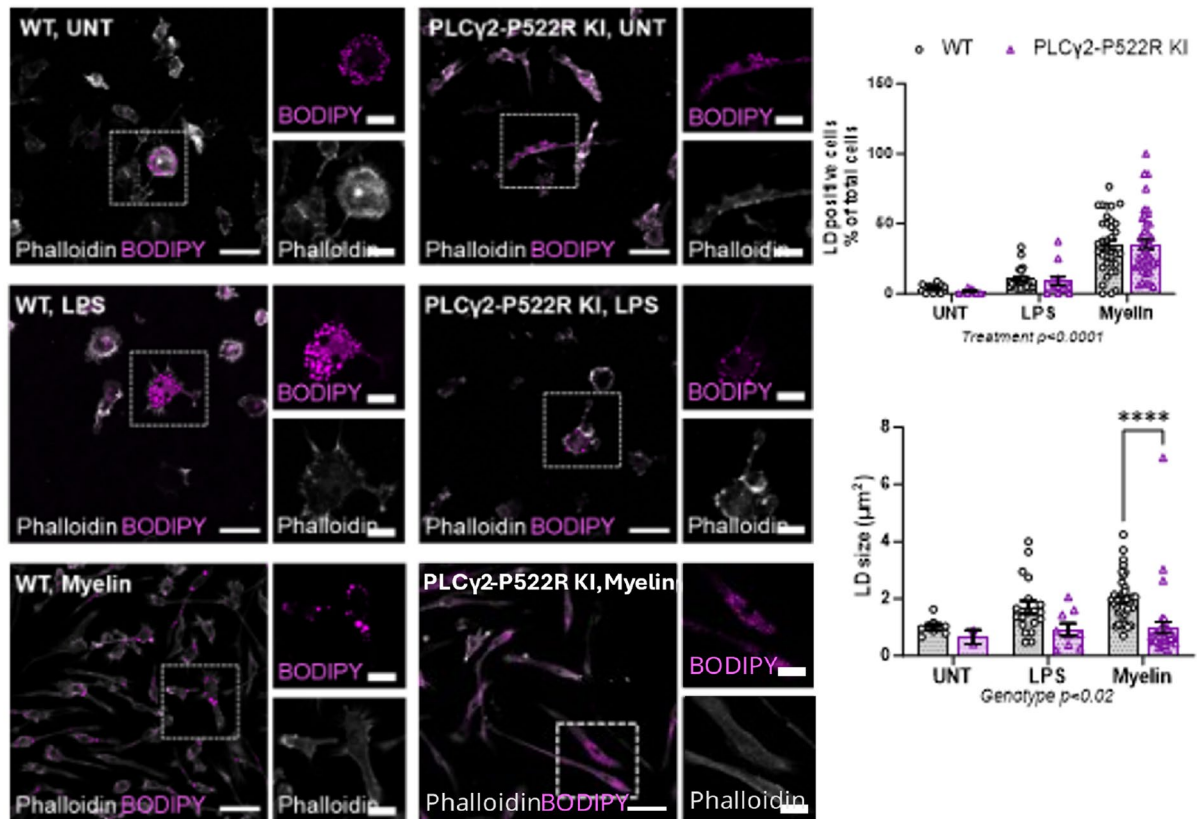 WT, UNT
BODIPY
Phalloidin BODIPY
Phalloidin
PLCγ2-P522R KI, UNT
BODIPY
Phalloidin BODIPY
Phalloidin
WT, LPS
BODIPY
Phalloidin BODIPY
Phalloidin
PLCγ2-P522R KI, LPS
BODIPY
Phalloidin BODIPY
Phalloidin
WT, Myelin
BODIPY
Phalloidin BODIPY
Phalloidin
PLCγ2-P522R KI, Myelin
BODIPY
Phalloidin BODIPY
Phalloidin
WT PLCγ2-P522R KI
LD positive cells
% of total cells
150
100
50
0
UNT LPS Myelin
Treatment p<0.0001
LD size (μm²)
8
6
4
2
0
****
UNT LPS Myelin
Genotype p<0.02